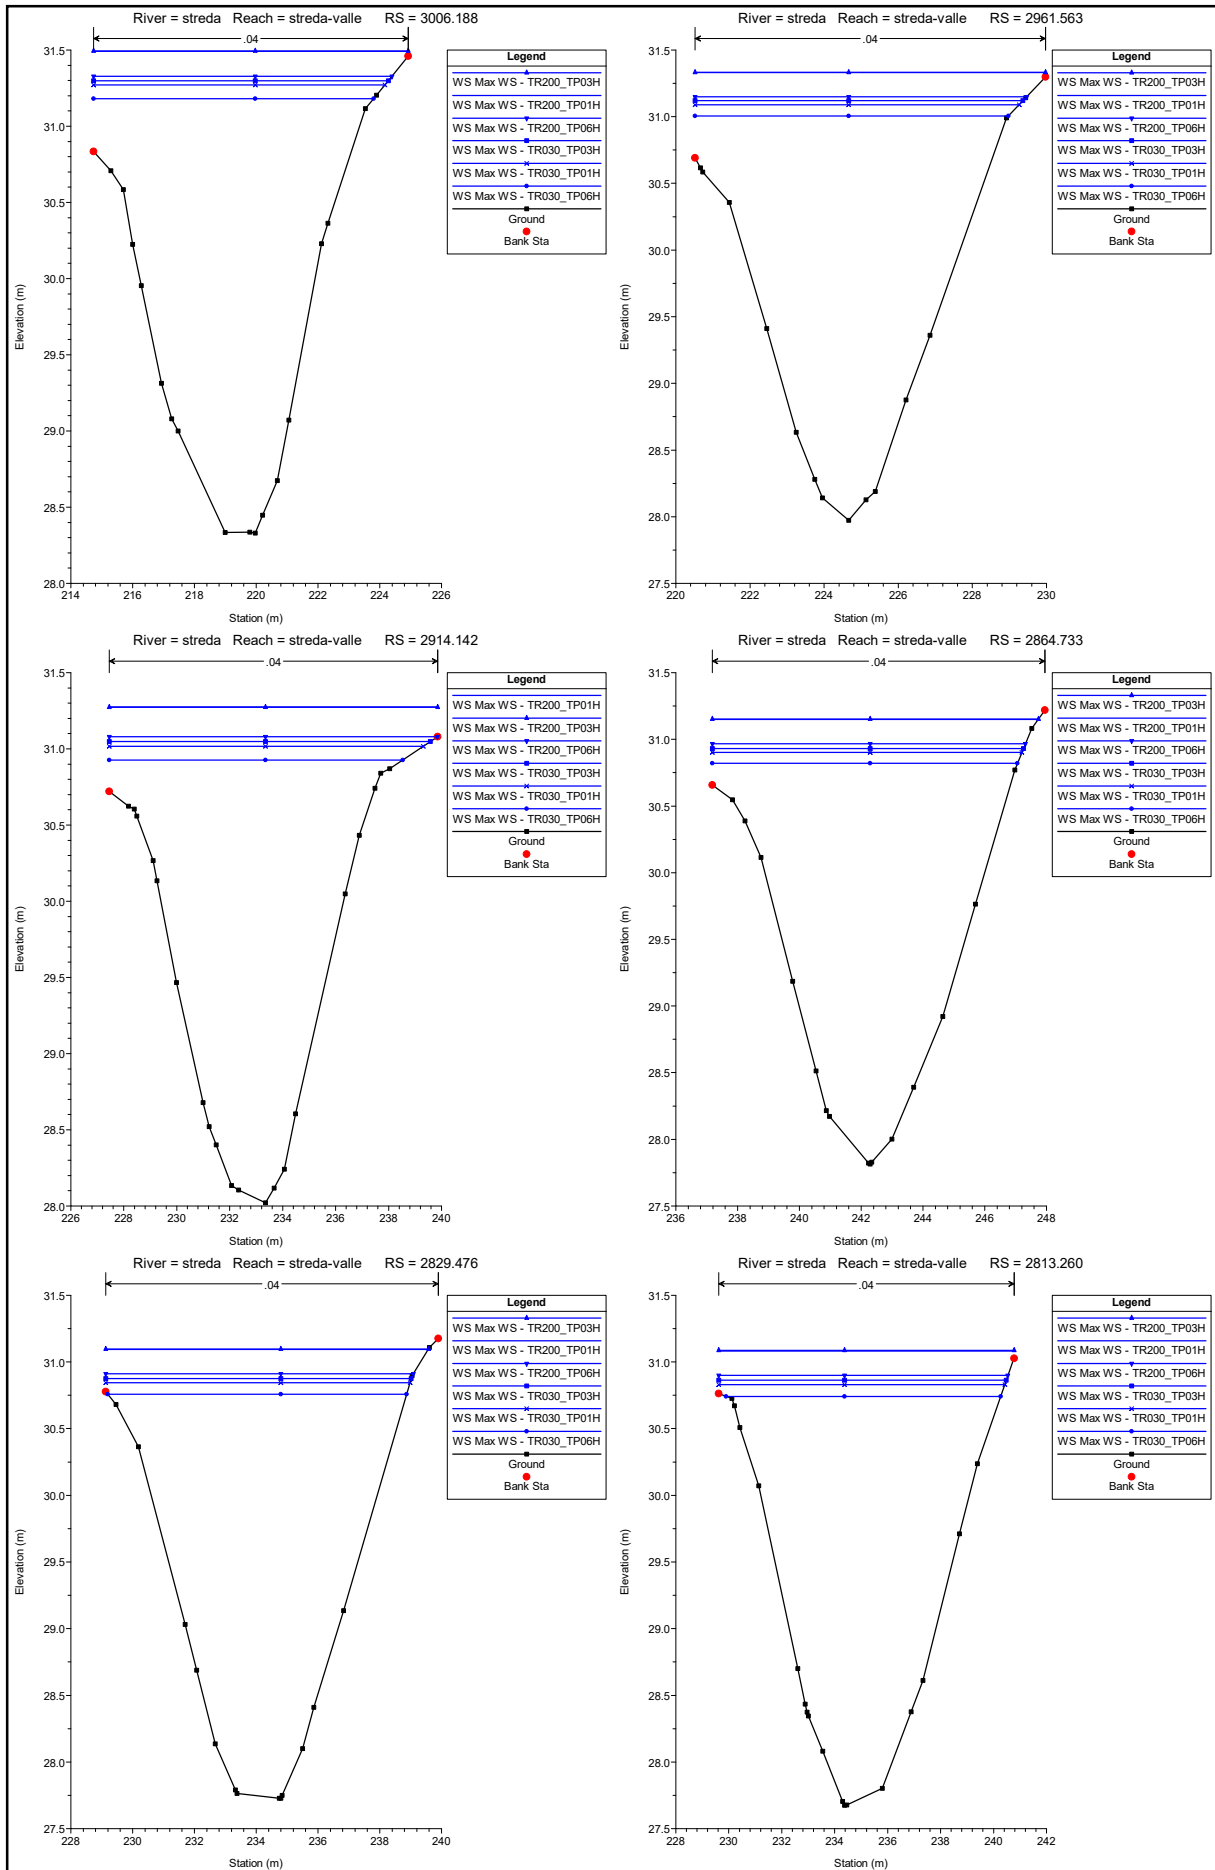 River = streda   Reach = streda-valle   RS = 3006.188
.04
31.5
31.0
30.5
30.0
29.5
29.0
28.5
28.0
214 216 218 220 222 224 226
Elevation (m)
Station (m)
Legend
WS Max WS - TR200_TP03H
WS Max WS - TR200_TP01H
WS Max WS - TR200_TP06H
WS Max WS - TR030_TP03H
WS Max WS - TR030_TP01H
WS Max WS - TR030_TP06H
Ground
Bank Sta
River = streda   Reach = streda-valle   RS = 2961.563
.04
31.5
31.0
30.5
30.0
29.5
29.0
28.5
28.0
27.5
220 222 224 226 228 230
Elevation (m)
Station (m)
Legend
WS Max WS - TR200_TP03H
WS Max WS - TR200_TP01H
WS Max WS - TR200_TP06H
WS Max WS - TR030_TP03H
WS Max WS - TR030_TP01H
WS Max WS - TR030_TP06H
Ground
Bank Sta
River = streda   Reach = streda-valle   RS = 2914.142
.04
31.5
31.0
30.5
30.0
29.5
29.0
28.5
28.0
226 228 230 232 234 236 238 240
Elevation (m)
Station (m)
Legend
WS Max WS - TR200_TP01H
WS Max WS - TR200_TP03H
WS Max WS - TR200_TP06H
WS Max WS - TR030_TP03H
WS Max WS - TR030_TP01H
WS Max WS - TR030_TP06H
Ground
Bank Sta
River = streda   Reach = streda-valle   RS = 2864.733
.04
31.5
31.0
30.5
30.0
29.5
29.0
28.5
28.0
27.5
236 238 240 242 244 246 248
Elevation (m)
Station (m)
Legend
WS Max WS - TR200_TP03H
WS Max WS - TR200_TP01H
WS Max WS - TR200_TP06H
WS Max WS - TR030_TP03H
WS Max WS - TR030_TP01H
WS Max WS - TR030_TP06H
Ground
Bank Sta
River = streda   Reach = streda-valle   RS = 2829.476
.04
31.5
31.0
30.5
30.0
29.5
29.0
28.5
28.0
27.5
228 230 232 234 236 238 240
Elevation (m)
Station (m)
Legend
WS Max WS - TR200_TP03H
WS Max WS - TR200_TP01H
WS Max WS - TR200_TP06H
WS Max WS - TR030_TP03H
WS Max WS - TR030_TP01H
WS Max WS - TR030_TP06H
Ground
Bank Sta
River = streda   Reach = streda-valle   RS = 2813.260
.04
31.5
31.0
30.5
30.0
29.5
29.0
28.5
28.0
27.5
228 230 232 234 236 238 240 242
Elevation (m)
Station (m)
Legend
WS Max WS - TR200_TP03H
WS Max WS - TR200_TP01H
WS Max WS - TR200_TP06H
WS Max WS - TR030_TP03H
WS Max WS - TR030_TP01H
WS Max WS - TR030_TP06H
Ground
Bank Sta